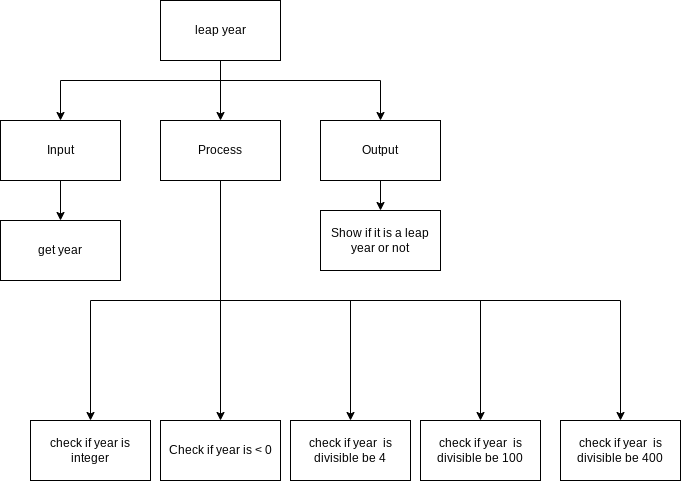 leap year
Input
Process
Output
get year
Show if it is a leap
year or not
check if year is
integer
Check if year is < 0
check if year  is
divisible be 4
check if year  is
divisible be 100
check if year  is
divisible be 400